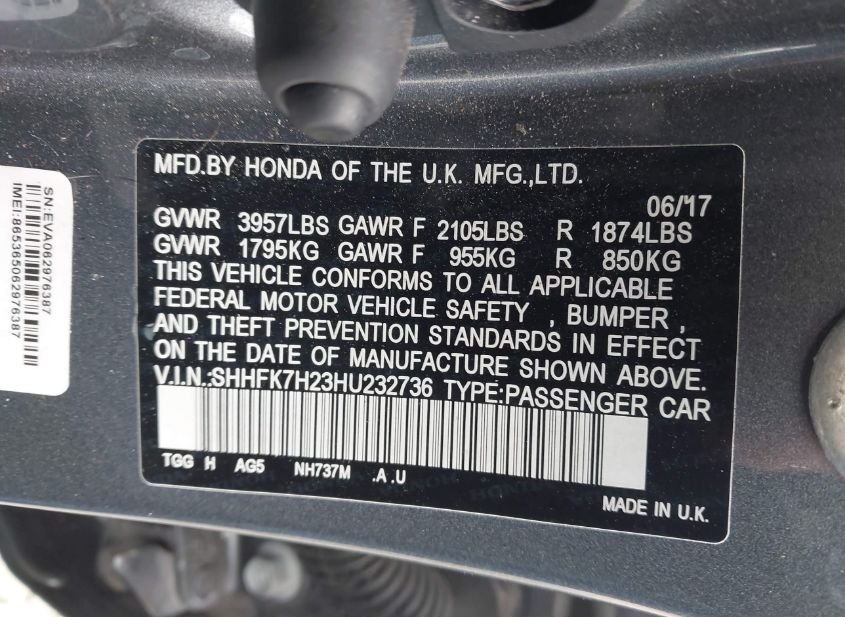 MFD.BY HONDA OF THE U.K. MFG.,LTD.
06/17
GVWR 3957LBS GAWR F 2105LBS R 1874LBS
GVWR 1795KG GAWR F 955KG R 850KG
THIS VEHICLE CONFORMS TO ALL APPLICABLE
FEDERAL MOTOR VEHICLE SAFETY , BUMPER ,
AND THEFT PREVENTION STANDARDS IN EFFECT
ON THE DATE OF MANUFACTURE SHOWN ABOVE.
V.I.N.:SHHFK7H23HU232736 TYPE:PASSENGER CAR
TGG H AG5 NH737M .A .U
MADE IN U.K.
SN:EVA062976387
IMEI:865365062976387